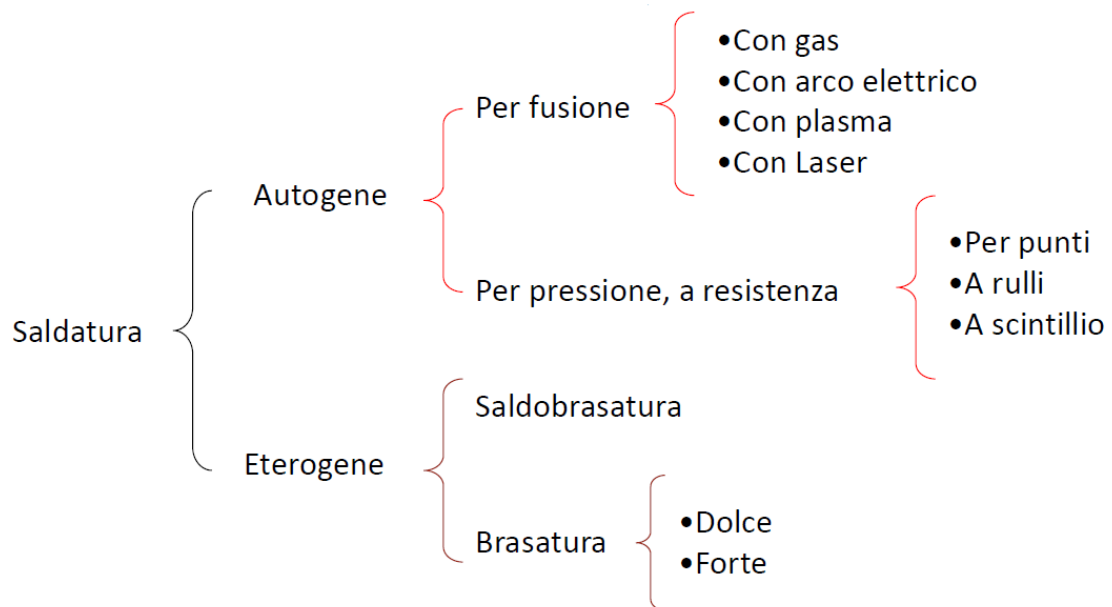 Saldatura
Autogene
Per fusione
•Con gas
•Con arco elettrico
•Con plasma
•Con Laser
Per pressione, a resistenza
•Per punti
•A rulli
•A scintillio
Eterogene
Saldobrasatura
Brasatura
•Dolce
•Forte